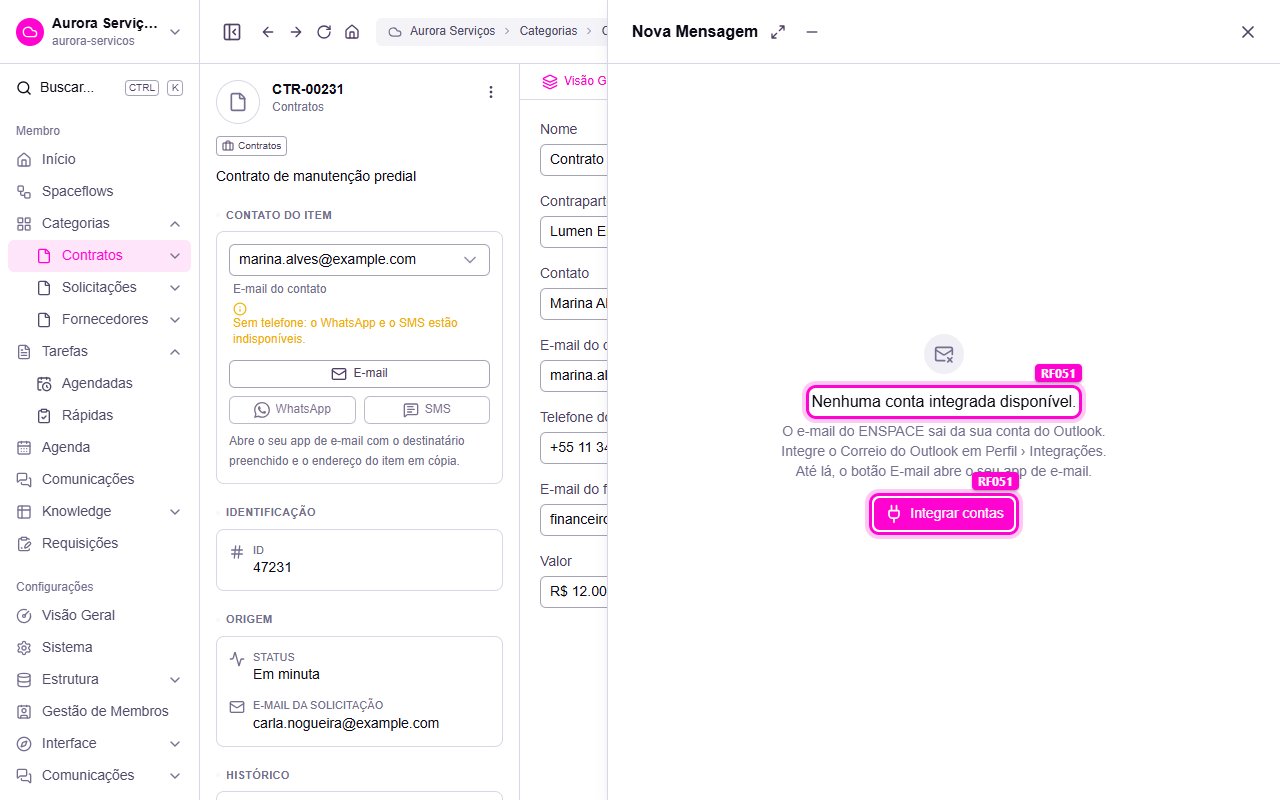 Aurora Serviç...
aurora-servicos
Buscar...
CTRL
K
Membro
Início
Spaceflows
Categorias
Contratos
Solicitações
Fornecedores
Tarefas
Agendadas
Rápidas
Agenda
Comunicações
Knowledge
Requisições
Configurações
Visão Geral
Sistema
Estrutura
Gestão de Membros
Interface
Comunicações
Aurora Serviços
Categorias
CTR-00231
Contratos
Contratos
Contrato de manutenção predial
CONTATO DO ITEM
marina.alves@example.com
E-mail do contato
Sem telefone: o WhatsApp e o SMS estão
indisponíveis.
E-mail
WhatsApp
SMS
Abre o seu app de e-mail com o destinatário
preenchido e o endereço do item em cópia.
IDENTIFICAÇÃO
ID
47231
ORIGEM
STATUS
Em minuta
E-MAIL DA SOLICITAÇÃO
carla.nogueira@example.com
HISTÓRICO
Visão G
Nome
Contrato
Contrapart
Lumen E
Contato
Marina Al
E-mail do c
marina.al
Telefone do
+55 11 34
E-mail do f
financeiro
Valor
R$ 12.00
Nova Mensagem
RF051
Nenhuma conta integrada disponível.
O e-mail do ENSPACE sai da sua conta do Outlook.
Integre o Correio do Outlook em Perfil › Integrações.
Até lá, o botão E-mail abre o seu app de e-mail.
RF051
Integrar contas